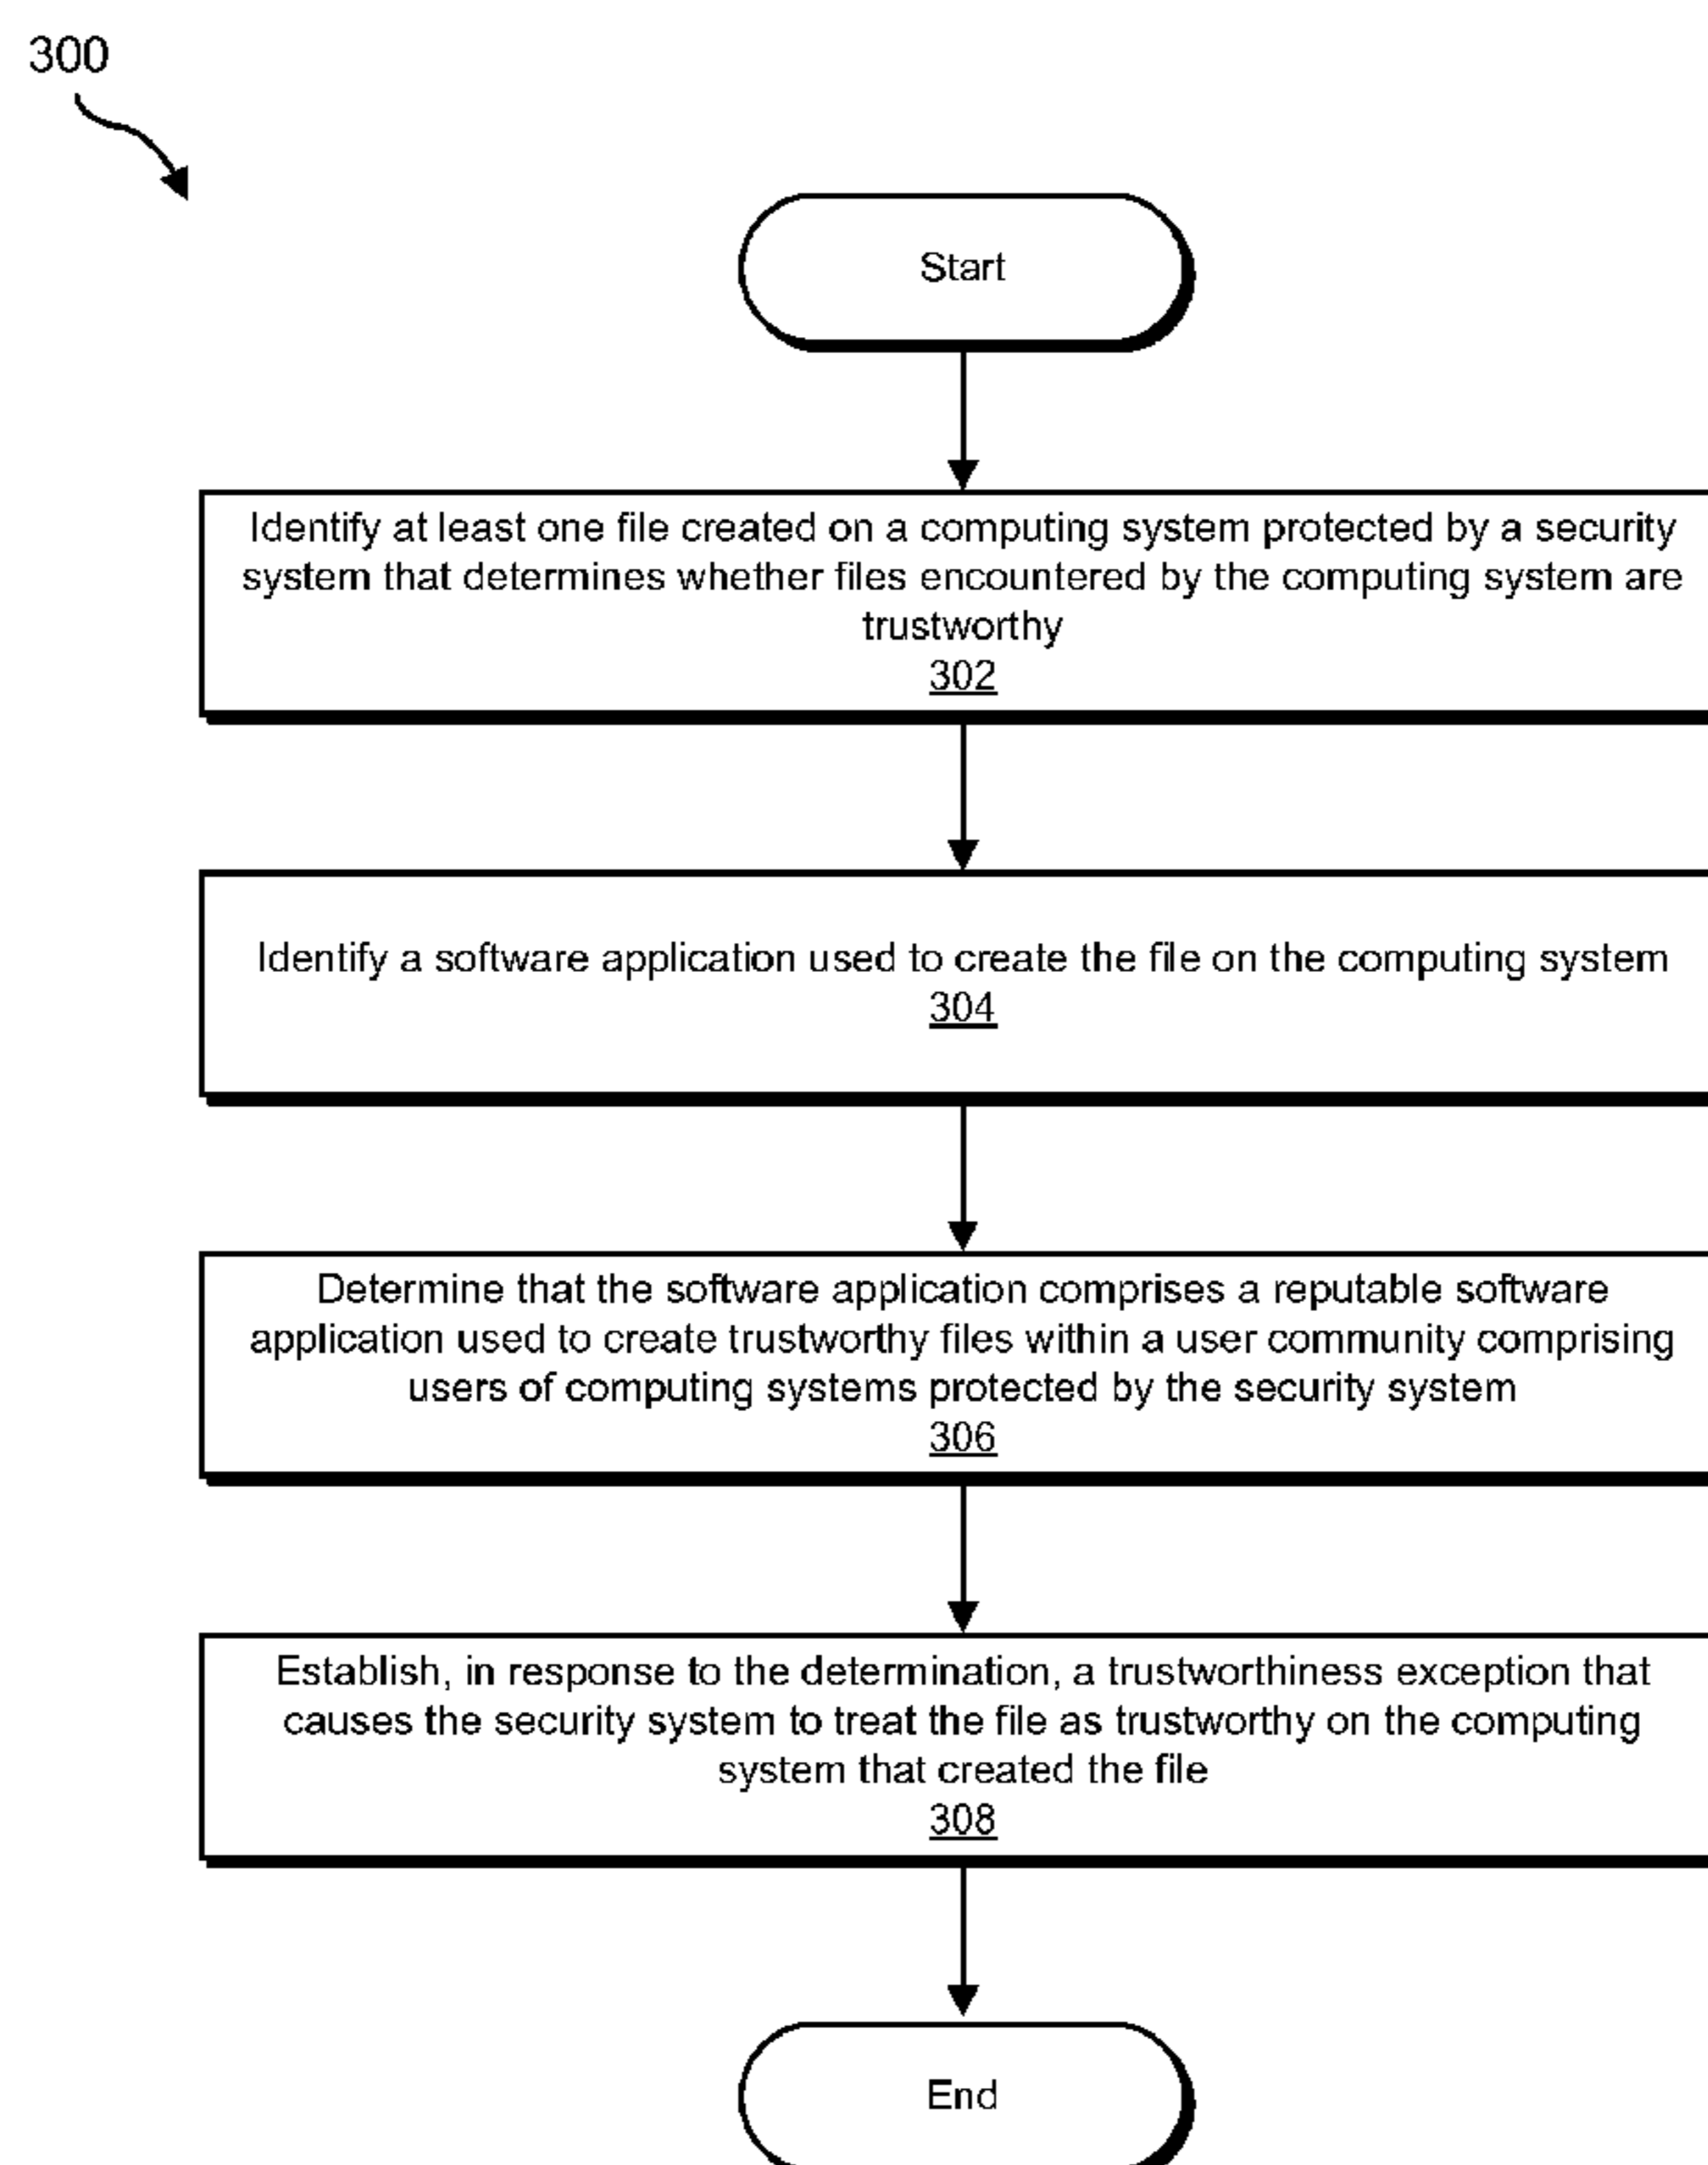 300
Start
Identify at least one file created on a computing system protected by a security
system that determines whether files encountered by the computing system are
trustworthy
302
Identify a software application used to create the file on the computing system
304
Determine that the software application comprises a reputable software
application used to create trustworthy files within a user community comprising
users of computing systems protected by the security system
306
Establish, in response to the determination, a trustworthiness exception that
causes the security system to treat the file as trustworthy on the computing
system that created the file
308
End